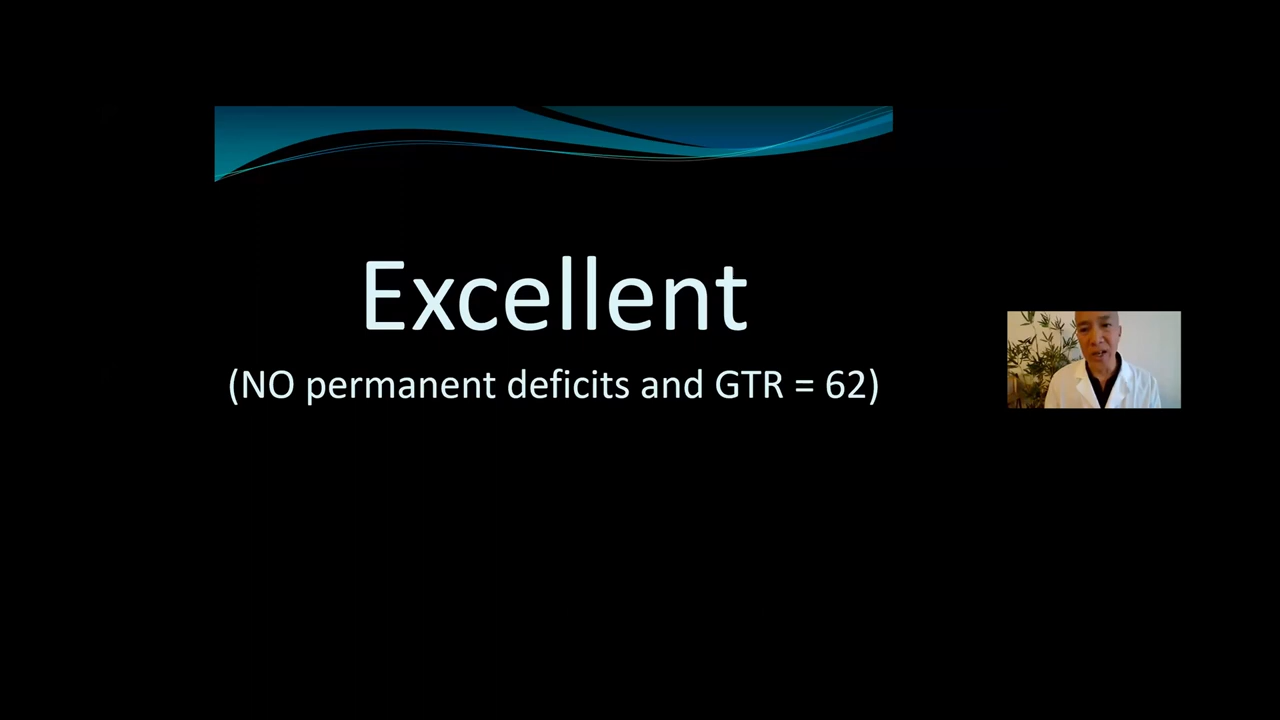 Excellent
(NO permanent deficits and GTR = 62)